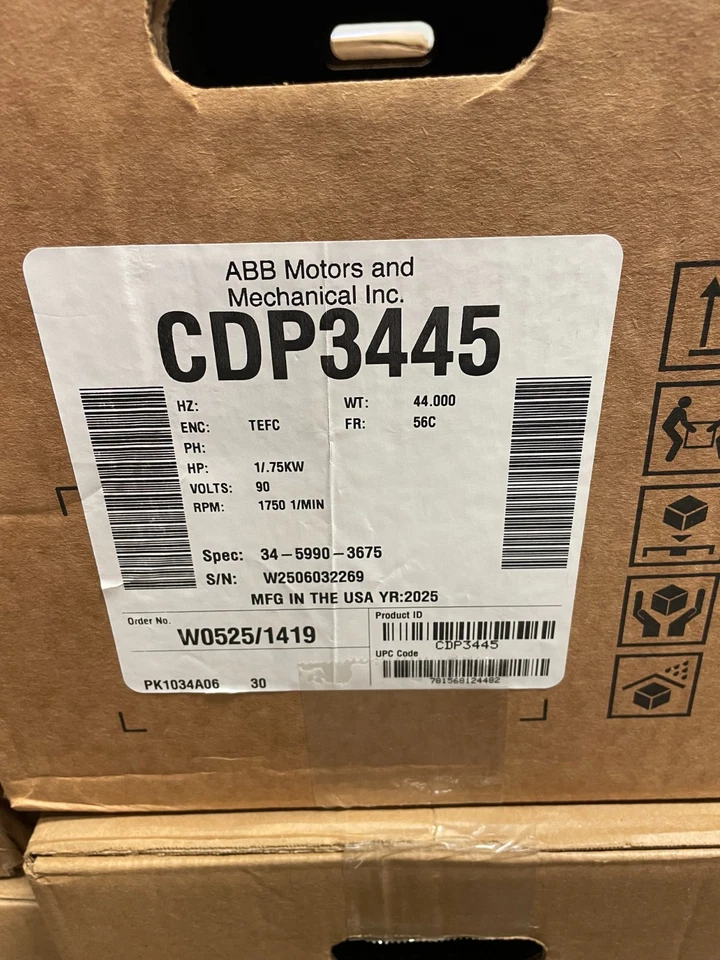 ABB Motors and
Mechanical Inc.
CDP3445
HZ:
WT: 44.000
ENC: TEFC
FR: 56C
PH:
HP: 1/.75KW
VOLTS: 90
RPM: 1750 1/MIN
Spec: 34-5990-3675
S/N: W2506032269
MFG IN THE USA YR:2025
Order No.
W0525/1419
Product ID
CDP3445
UPC Code
781568124482
PK1034A06 30